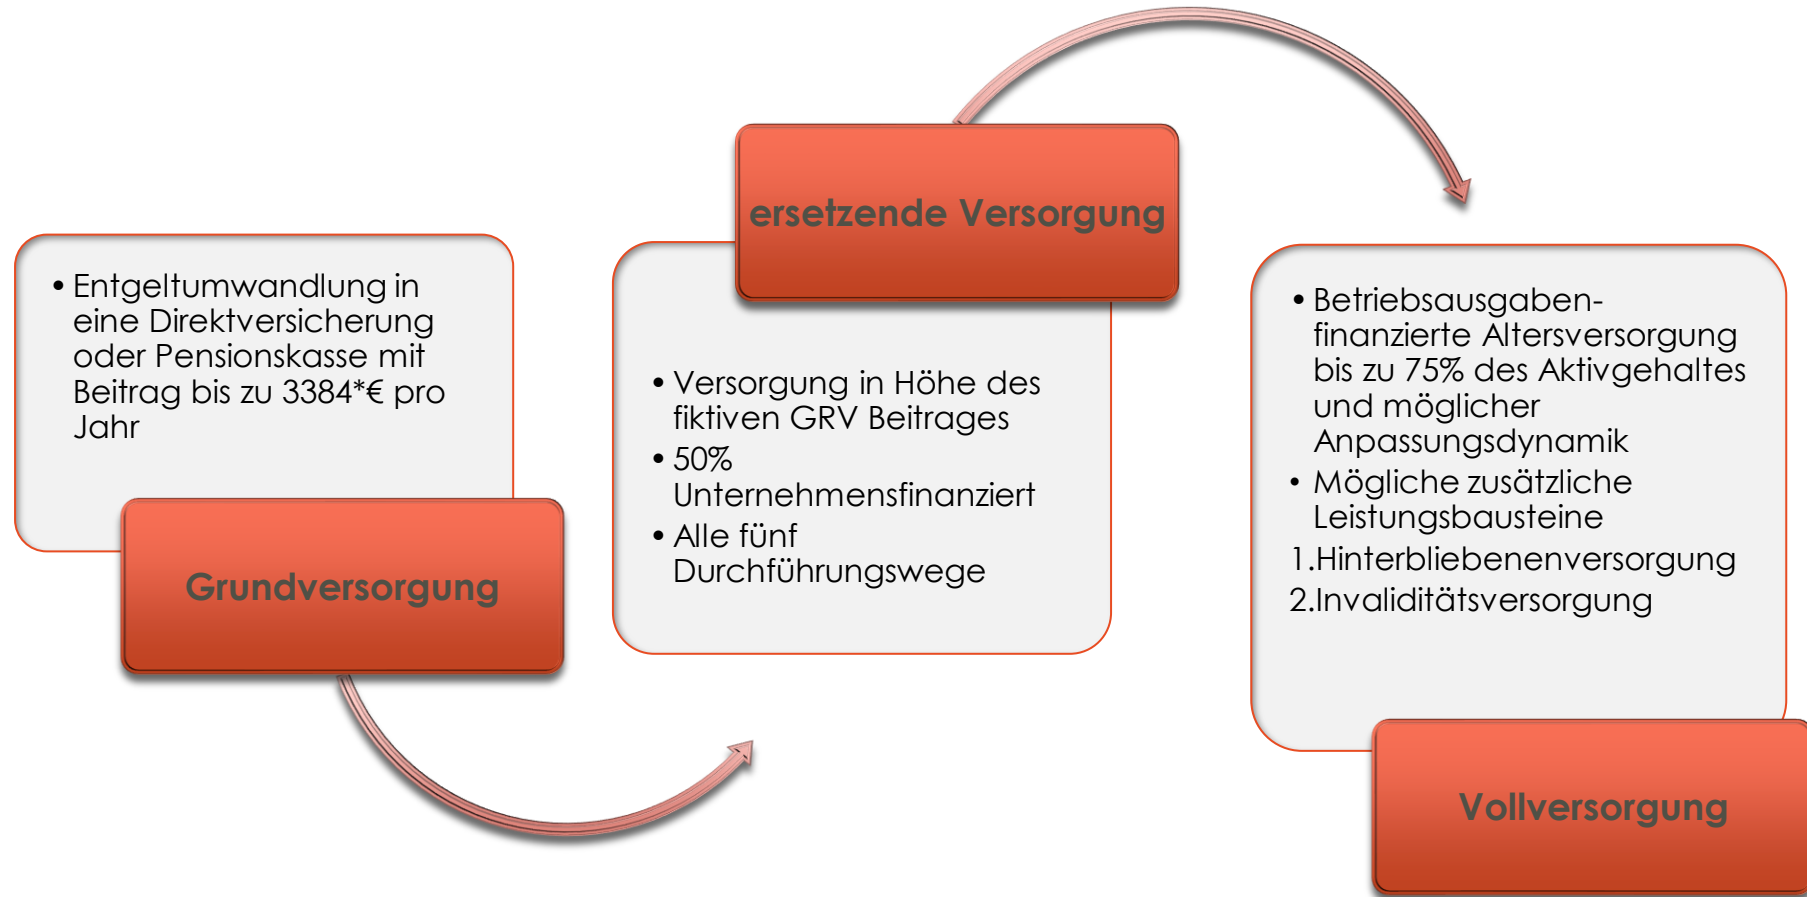 • Entgeltumwandlung in
eine Direktversicherung
oder Pensionskasse mit
Beitrag bis zu 3384*€ pro
Jahr
Grundversorgung
ersetzende Versorgung
• Versorgung in Höhe des
fiktiven GRV Beitrages
• 50%
Unternehmensfinanziert
• Alle fünf
Durchführungswege
• Betriebsausgaben-
finanzierte Altersversorgung
bis zu 75% des Aktivgehaltes
und möglicher
Anpassungsdynamik
• Mögliche zusätzliche
Leistungsbausteine
1.Hinterbliebenenversorgung
2.Invaliditätsversorgung
Vollversorgung